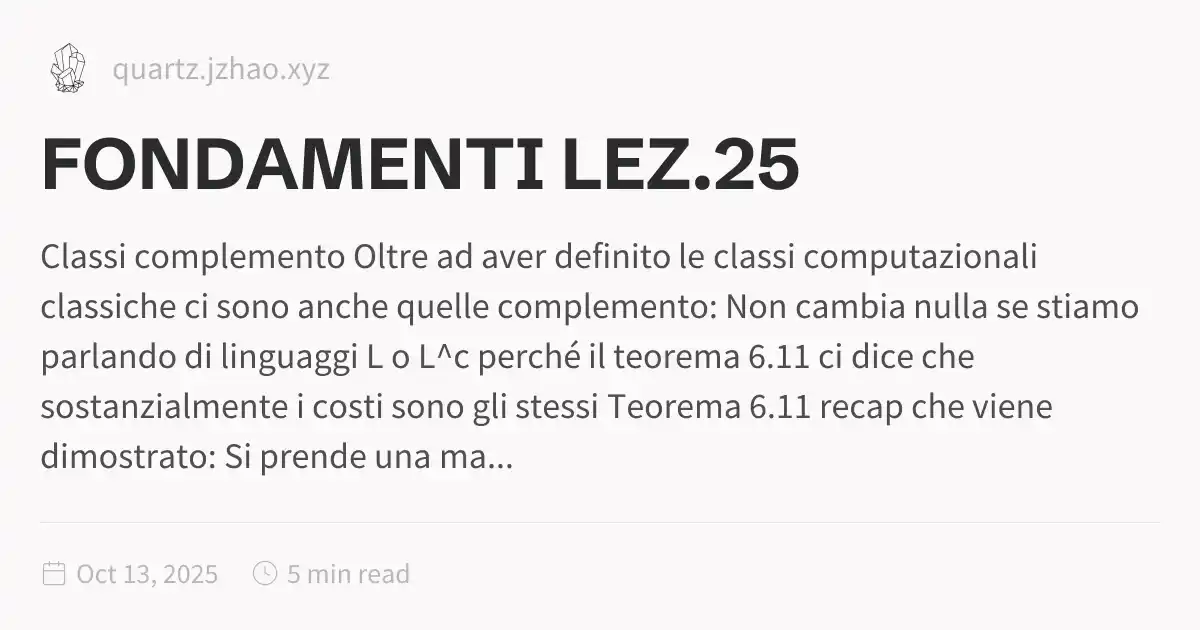 quartz.jzhao.xyz
FONDAMENTI LEZ.25
Classi complemento Oltre ad aver definito le classi computazionali
classiche ci sono anche quelle complemento: Non cambia nulla se stiamo
parlando di linguaggi L o L^c perché il teorema 6.11 ci dice che
sostanzialmente i costi sono gli stessi Teorema 6.11 recap che viene
dimostrato: Si prende una ma...
Oct 13, 2025 5 min read